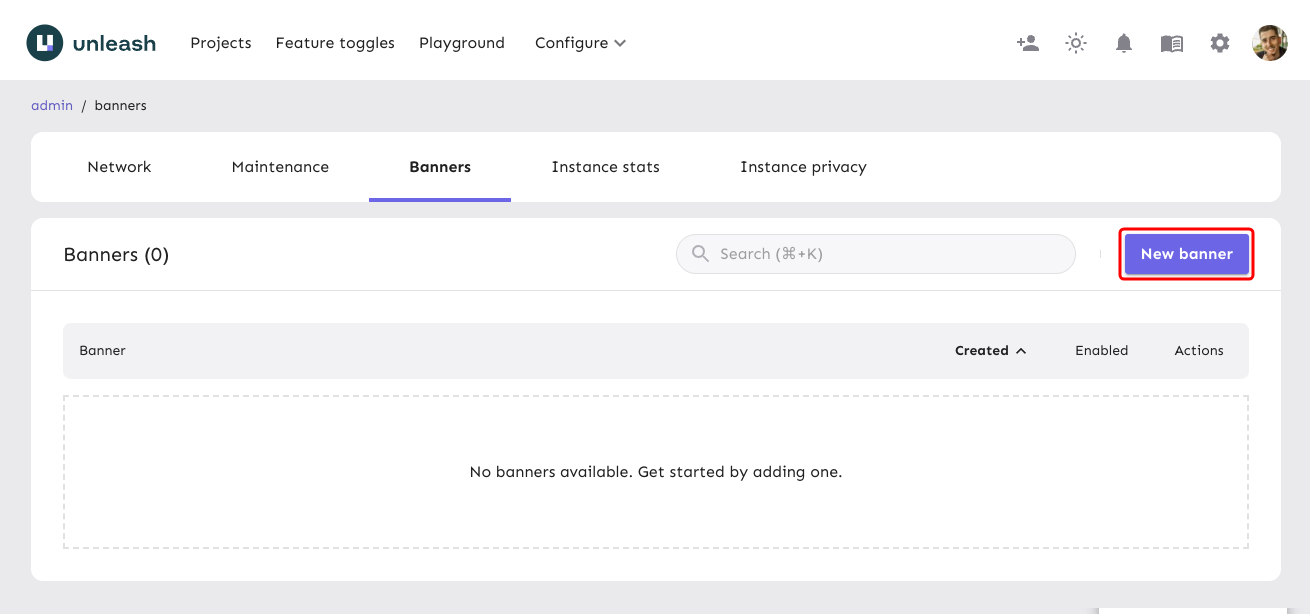 unleash Projects Feature toggles Playground Configure
admin / banners
Network Maintenance Banners Instance stats Instance privacy
Banners (0) Search (⌘+K) New banner
Banner Created Enabled Actions
No banners available. Get started by adding one.